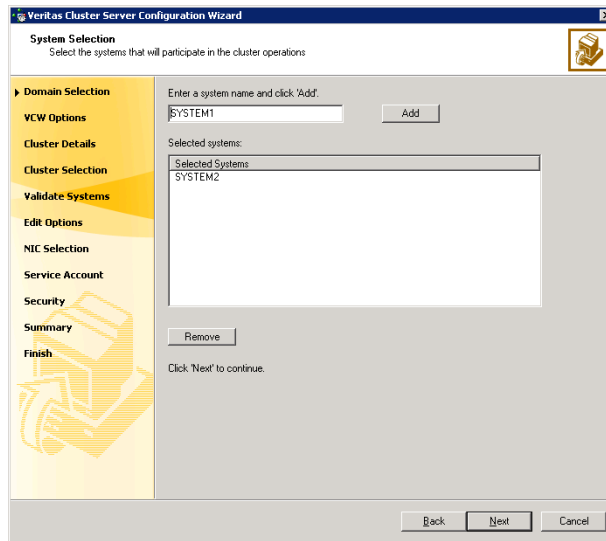 Veritas Cluster Server Configuration Wizard
System Selection
Select the systems that will participate in the cluster operations
Domain Selection
VCW Options
Cluster Details
Cluster Selection
Validate Systems
Edit Options
NIC Selection
Service Account
Security
Summary
Finish
Enter a system name and click 'Add'.
SYSTEM1
Add
Selected systems:
Selected Systems
SYSTEM2
Remove
Click 'Next' to continue.
Back
Next
Cancel